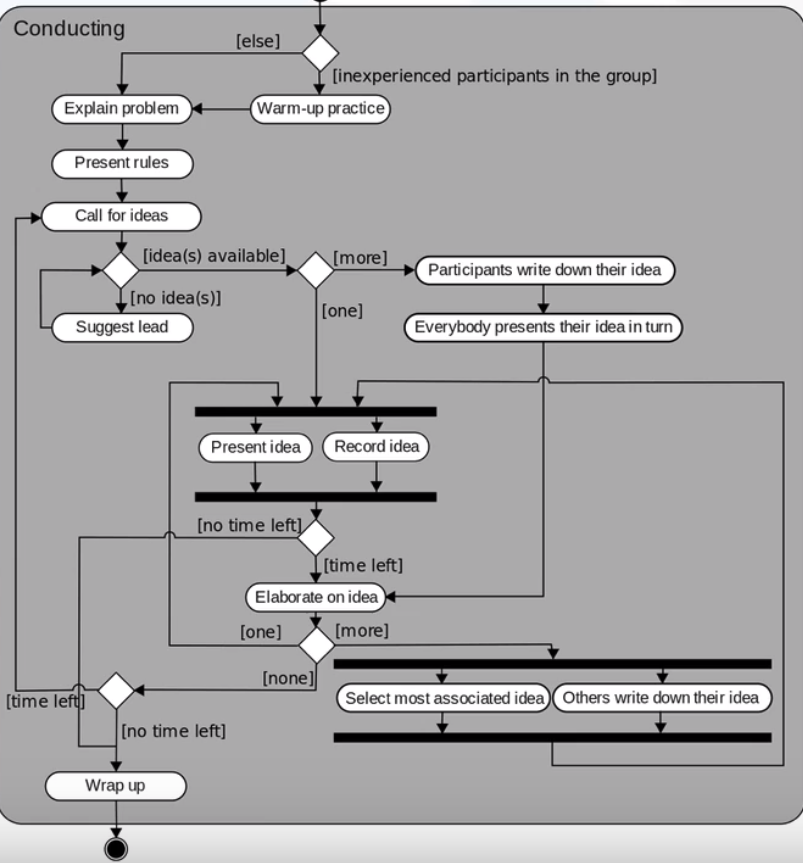 Conducting
[else]
[inexperienced participants in the group]
Explain problem
Warm-up practice
Present rules
Call for ideas
[idea(s) available]
[more]
Participants write down their idea
[no idea(s)]
[one]
Suggest lead
Everybody presents their idea in turn
Present idea
Record idea
[no time left]
[time left]
Elaborate on idea
[one]
[more]
[none]
[time left]
Select most associated idea
Others write down their idea
[no time left]
Wrap up